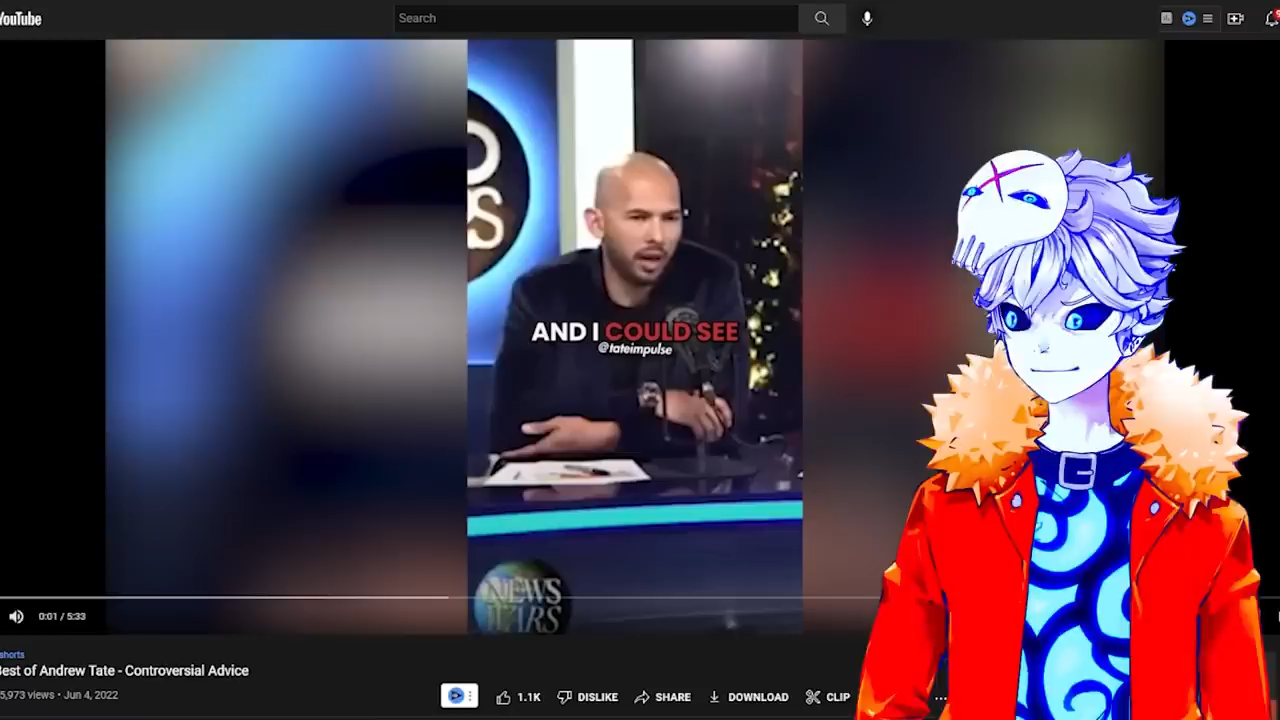 YouTube
Search
AND I COULD SEE
@tateimpulse
NEWS
WARS
0:01 / 5:33
shorts
Best of Andrew Tate - Controversial Advice
5,973 views • Jun 4, 2022
1.1K
DISLIKE
SHARE
DOWNLOAD
CLIP